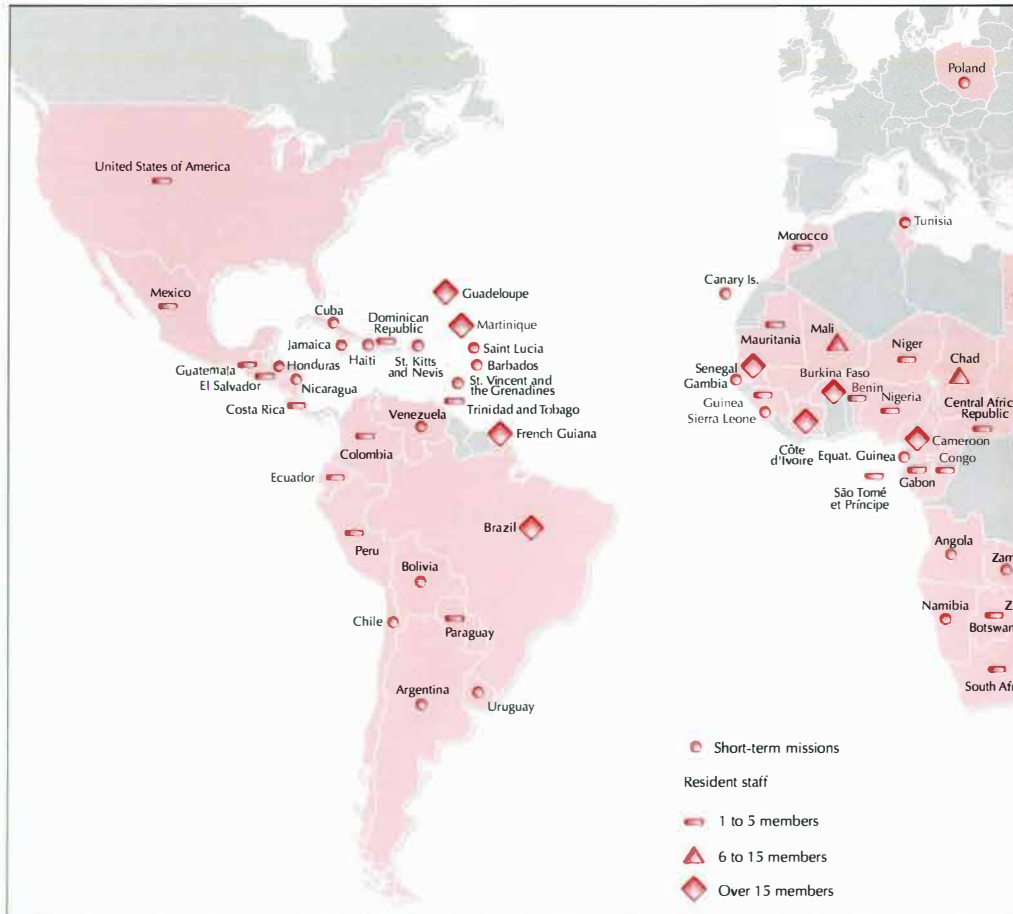 Poland
United States of America
Tunisia
Morocco
Canary Is.
Guadeloupe
Mexico
Cuba
Dominican
Republic
Martinique
Mauritania
Mali
Niger
Chad
Jamaica
Haiti
St. Kitts
and Nevis
Saint Lucia
Barbados
Guatemala
Honduras
El Salvador
Nicaragua
St. Vincent and
the Grenadines
Costa Rica
Trinidad and Tobago
Senegal
Gambia
Burkina Faso
Benin
Guinea
Nigeria
Sierra Leone
Central Afric
Republic
Venezuela
French Guiana
Côte
d'Ivoire
Equat. Guinea
Cameroon
Congo
Gabon
Colombia
Ecuador
São Tomé
et Príncipe
Brazil
Peru
Angola
Zam
Bolivia
Chile
Paraguay
Namibia
Z
Botswan
Argentina
Uruguay
South Afr
Short-term missions
Resident staff
1 to 5 members
6 to 15 members
Over 15 members